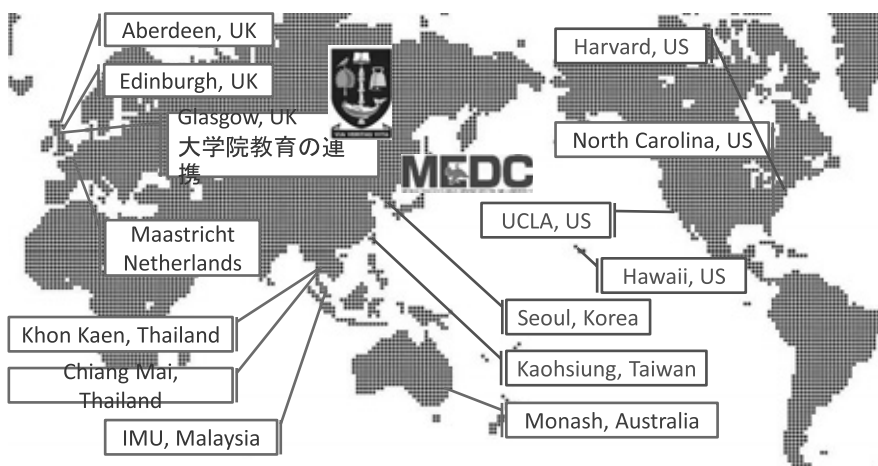 Aberdeen, UK
Edinburgh, UK
Glasgow, UK
大学院教育の連
携
MEDC
Maastricht
Netherlands
Khon Kaen, Thailand
Chiang Mai,
Thailand
IMU, Malaysia
Harvard, US
North Carolina, US
UCLA, US
Hawaii, US
Seoul, Korea
Kaohsiung, Taiwan
Monash, Australia